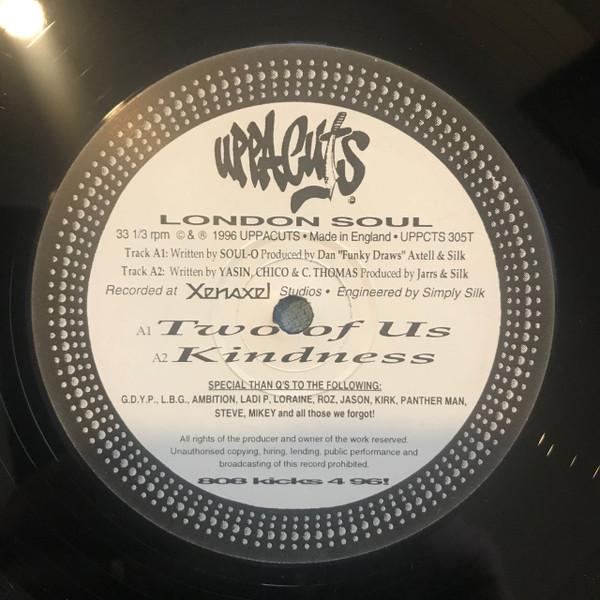 UPPACUTS
LONDON SOUL
33 1/3 rpm © & ℗ 1996 UPPACUTS • Made in England • UPPCTS 305T
Track A1: Written by SOUL-O Produced by Dan "Funky Draws" Axtell & Silk
Track A2: Written by YASIN, CHICO & C. THOMAS Produced by Jarrs & Silk
Recorded at Xenaxel Studios • Engineered by Simply Silk
A1 Two of Us
A2 Kindness
SPECIAL THAN Q'S TO THE FOLLOWING:
G.D.Y.P., L.B.G., AMBITION, LADI P, LORAINE, ROZ, JASON, KIRK, PANTHER MAN,
STEVE, MIKEY and all those we forgot!
All rights of the producer and owner of the work reserved.
Unauthorised copying, hiring, lending, public performance and
broadcasting of this record prohibited.
808 kicks 4 96!